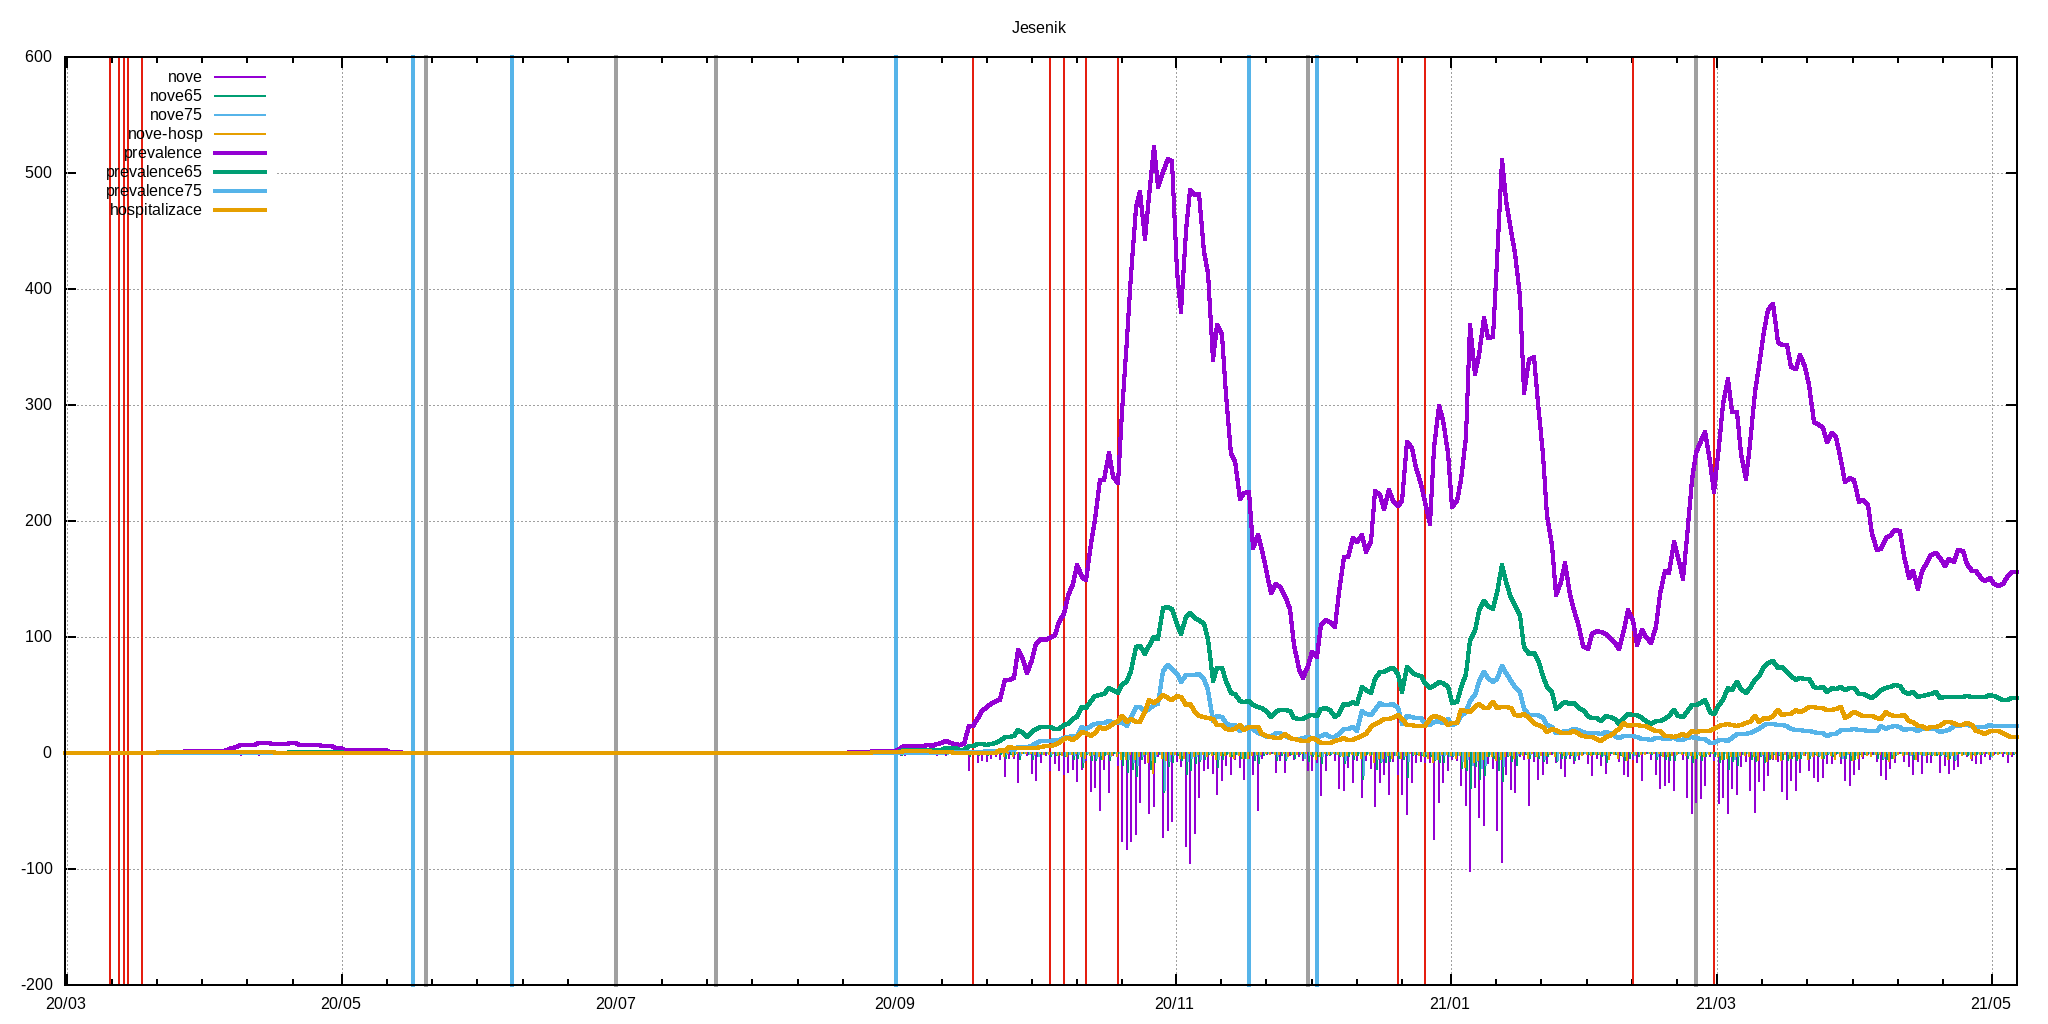 Jesenik
600
500
400
300
200
100
0
-100
-200
nove
nove65
nove75
nove-hosp
prevalence
prevalence65
prevalence75
hospitalizace
20/03 20/05 20/07 20/09 20/11 21/01 21/03 21/05